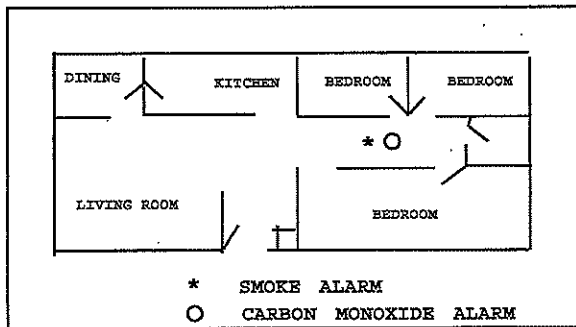 DINING KITCHEN BEDROOM BEDROOM
LIVING ROOM BEDROOM
* SMOKE ALARM
O CARBON MONOXIDE ALARM